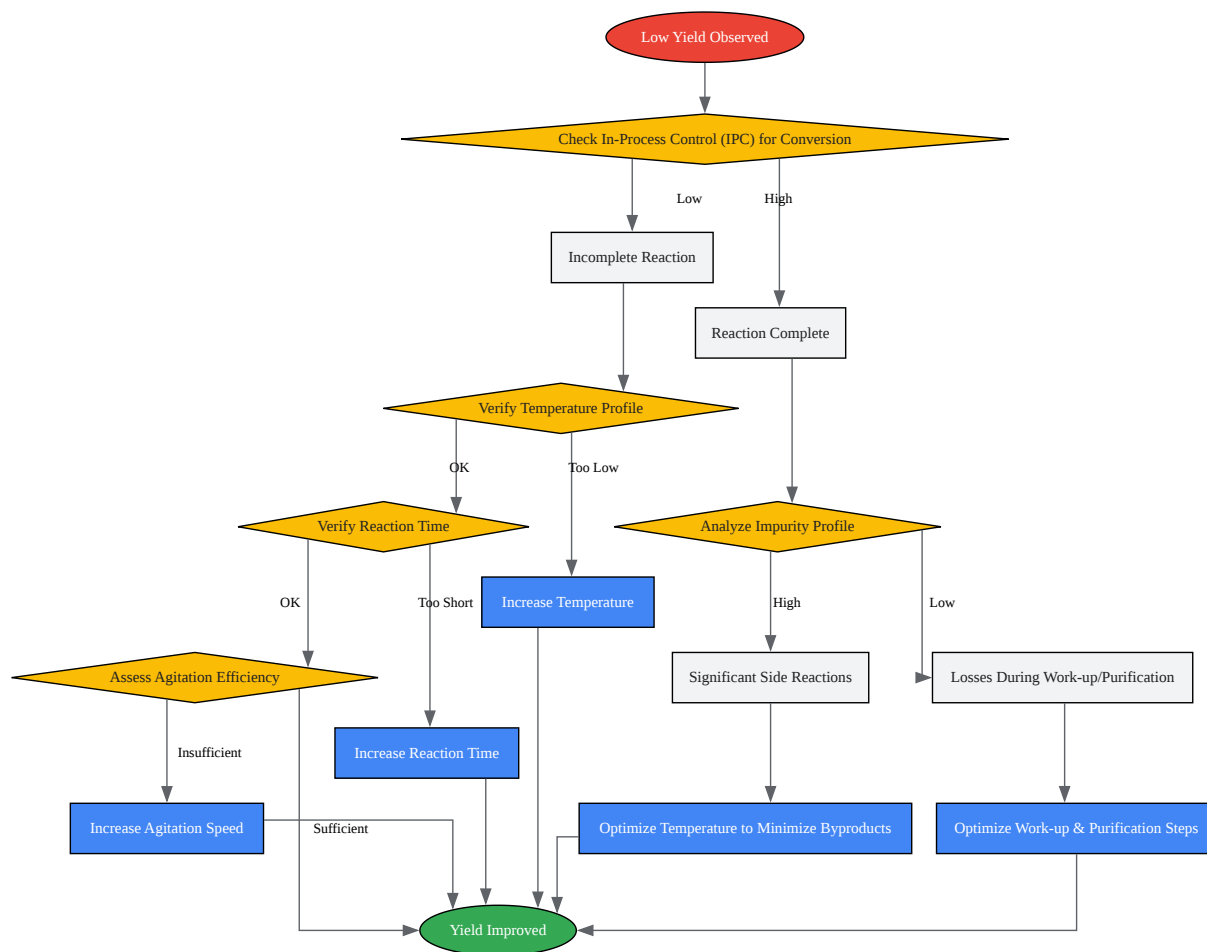 Low Yield Observed
Check In-Process Control (IPC) for Conversion
Low
High
Incomplete Reaction
Reaction Complete
Verify Temperature Profile
OK
Too Low
Verify Reaction Time
Analyze Impurity Profile
OK
Too Short
Increase Temperature
High
Low
Assess Agitation Efficiency
Significant Side Reactions
Losses During Work-up/Purification
Insufficient
Increase Reaction Time
Increase Agitation Speed
Sufficient
Optimize Temperature to Minimize Byproducts
Optimize Work-up & Purification Steps
Yield Improved